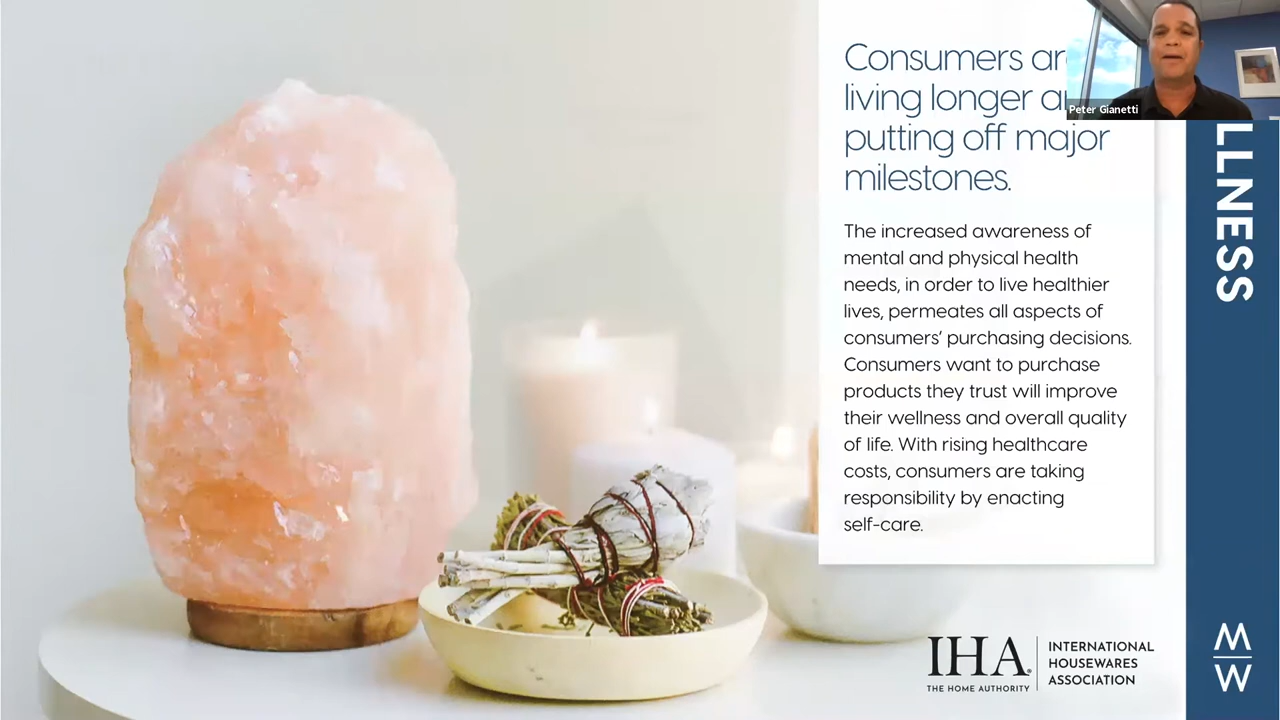 Consumers ar
living longer a
putting off major
milestones.
The increased awareness of
mental and physical health
needs, in order to live healthier
lives, permeates all aspects of
consumers' purchasing decisions.
Consumers want to purchase
products they trust will improve
their wellness and overall quality
of life. With rising healthcare
costs, consumers are taking
responsibility by enacting
self-care.
Peter Gianetti
LLNESS
IHA®
THE HOME AUTHORITY
INTERNATIONAL
HOUSEWARES
ASSOCIATION
M
W